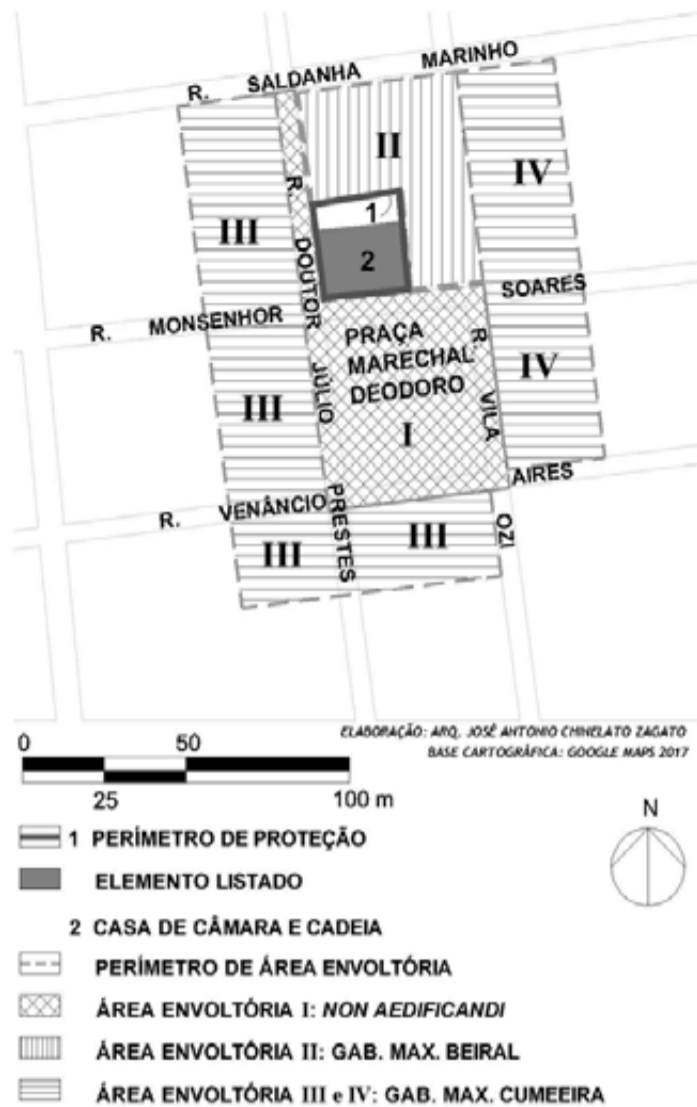 R. SALDANHA MARINHO
II
IV
1
III
R. DOUTOR JÚLIO PRESTES
2
R. MONSENHOR SOARES
PRAÇA
MARECHAL
DEODORO
R. VILA OZI
IV
III
I
R. VENÂNCIO AIRES
III
III
ELABORAÇÃO: ARQ. JOSÉ ANTONIO CHINELATO ZAGATO
BASE CARTOGRÁFICA: GOOGLE MAPS 2017
0 50
25 100 m
N
1 PERÍMETRO DE PROTEÇÃO
ELEMENTO LISTADO
2 CASA DE CÂMARA E CADEIA
PERÍMETRO DE ÁREA ENVOLTÓRIA
ÁREA ENVOLTÓRIA I: NON AEDIFICANDI
ÁREA ENVOLTÓRIA II: GAB. MAX. BEIRAL
ÁREA ENVOLTÓRIA III e IV: GAB. MAX. CUMEEIRA